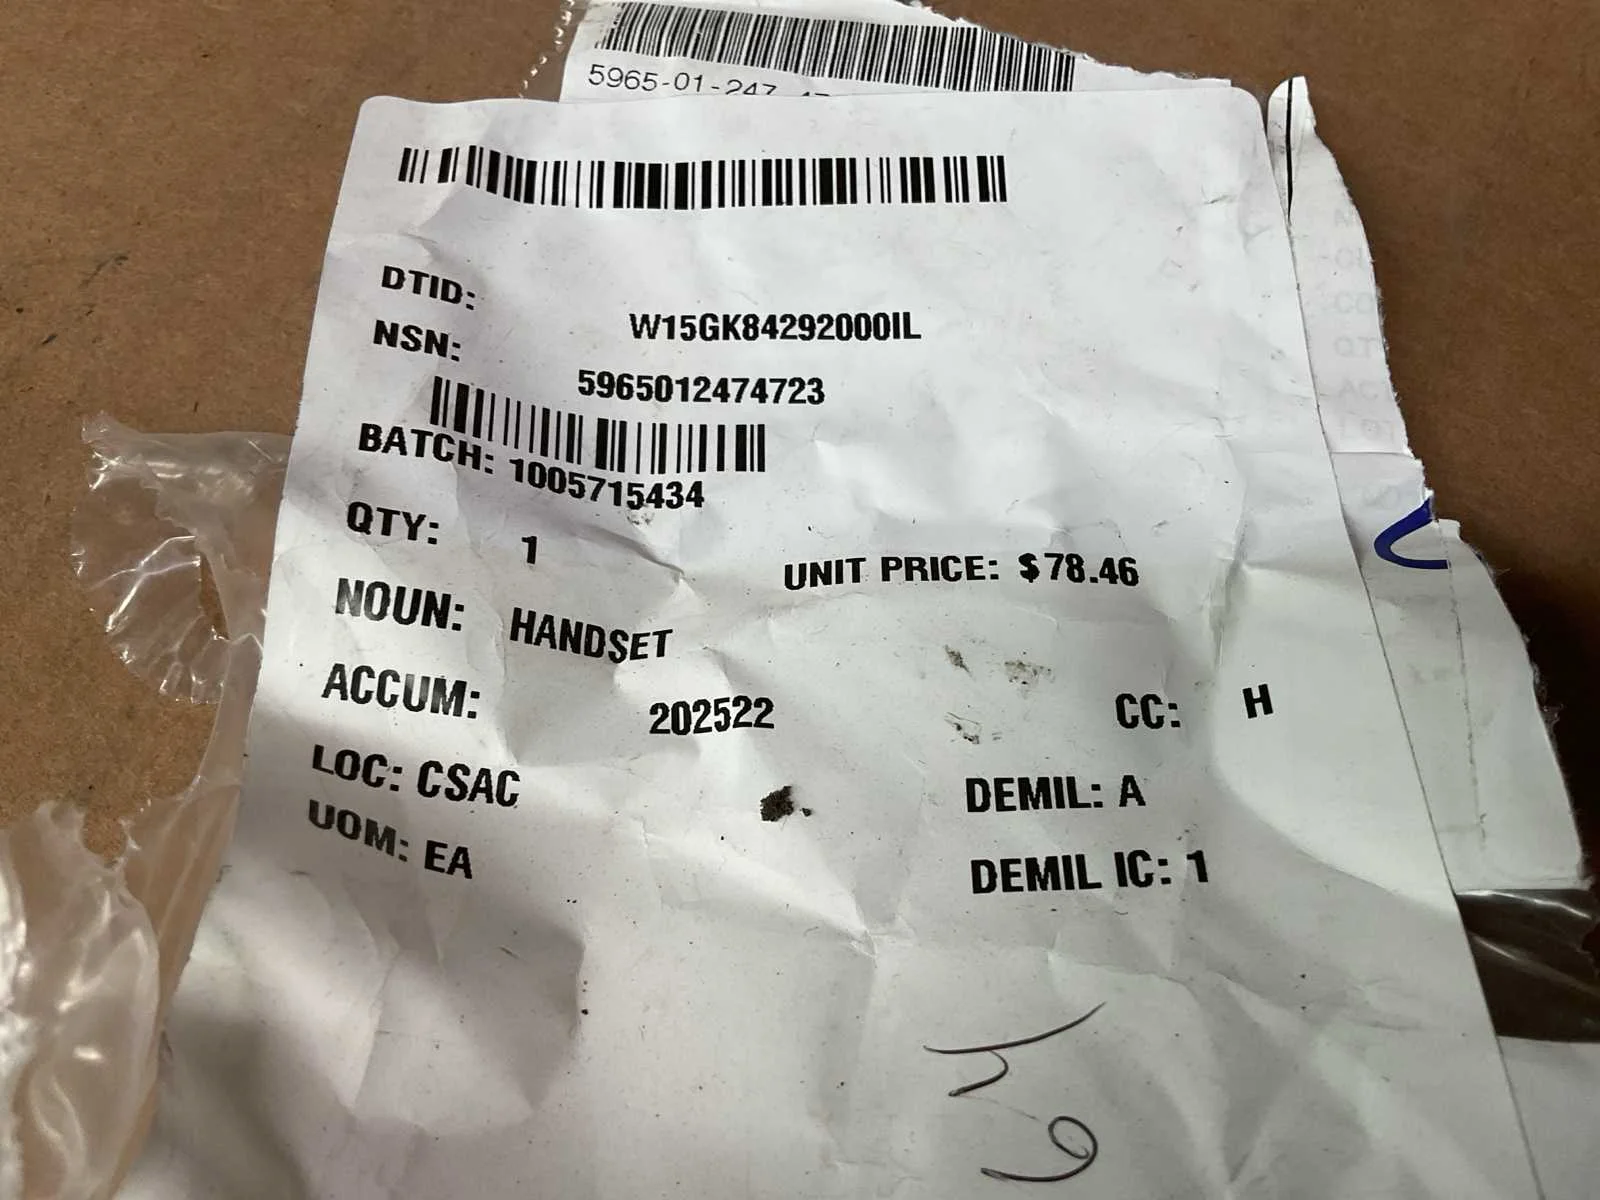 5965-01-247
DTID:
W15GK84292000IL
NSN:
5965012474723
BATCH: 1005715434
QTY: 1
UNIT PRICE: $78.46
NOUN: HANDSET
ACCUM: 202522
CC: H
LOC: CSAC
DEMIL: A
UOM: EA
DEMIL IC: 1